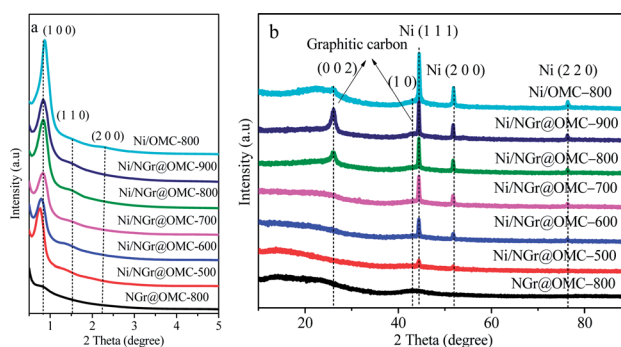 a
(1 0 0)
(1 1 0)
(2 0 0)
Ni/OMC-800
Ni/NGr@OMC-900
Ni/NGr@OMC-800
Ni/NGr@OMC-700
Ni/NGr@OMC-600
Ni/NGr@OMC-500
NGr@OMC-800
Intensity (a.u)
1 2 3 4 5
2 Theta (degree)
b
Ni (1 1 1)
Graphitic carbon
(0 0 2)
(1 0)
Ni (2 0 0)
Ni (2 2 0)
Ni/OMC-800
Ni/NGr@OMC-900
Ni/NGr@OMC-800
Ni/NGr@OMC-700
Ni/NGr@OMC-600
Ni/NGr@OMC-500
NGr@OMC-800
Intensity (a.u)
20 40 60 80
2 Theta (degree)